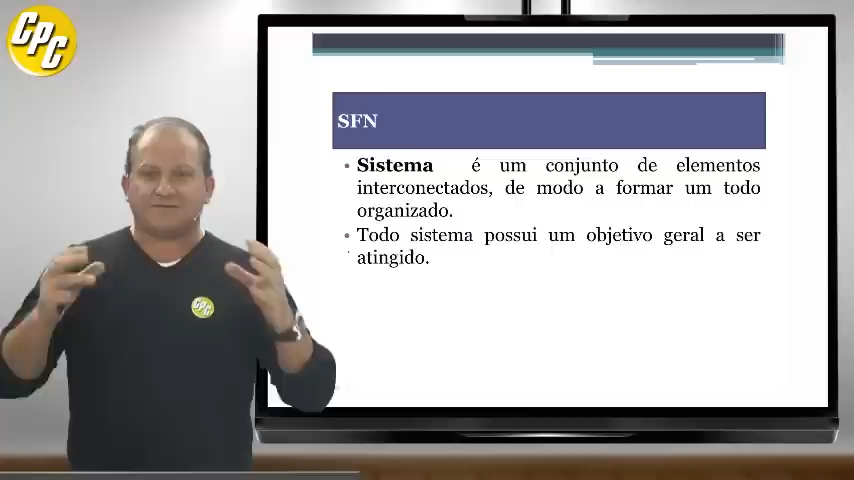 CPC
SFN
• Sistema é um conjunto de elementos
interconectados, de modo a formar um todo
organizado.
• Todo sistema possui um objetivo geral a ser
atingido.
CPC